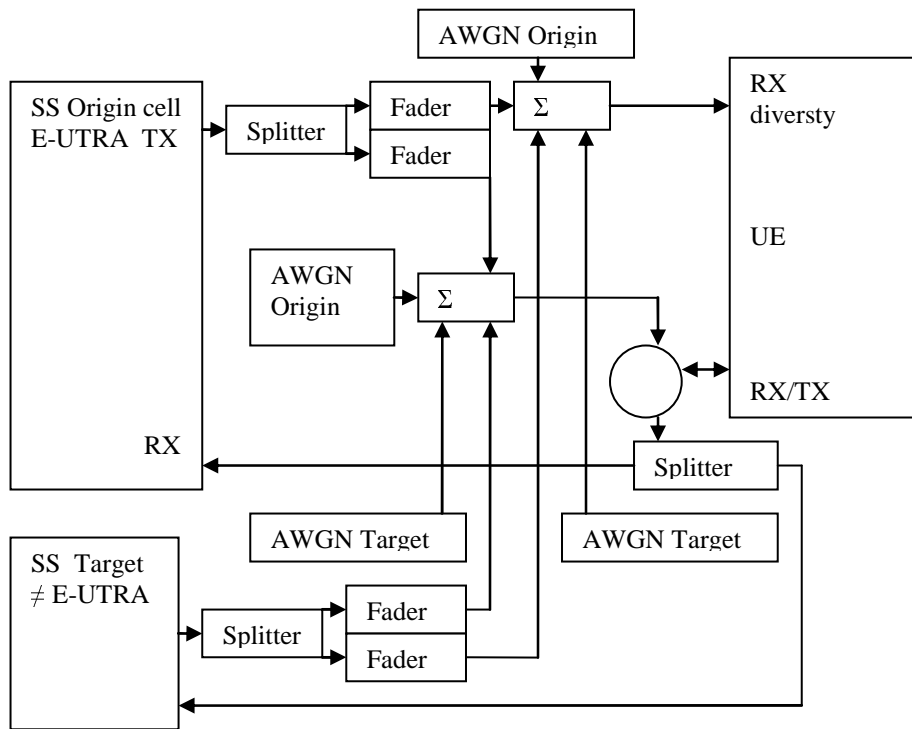 AWGN Origin
SS Origin cell
E-UTRA TX
Splitter
Fader
Fader
Σ
RX
diversty
UE
RX/TX
AWGN
Origin
Σ
RX
Splitter
AWGN Target
AWGN Target
SS Target
≠ E-UTRA
Splitter
Fader
Fader